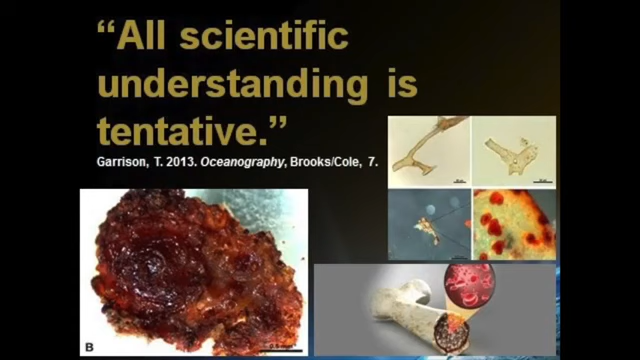 “All scientific
understanding is
tentative.”
Garrison, T. 2013. Oceanography, Brooks/Cole, 7.
B